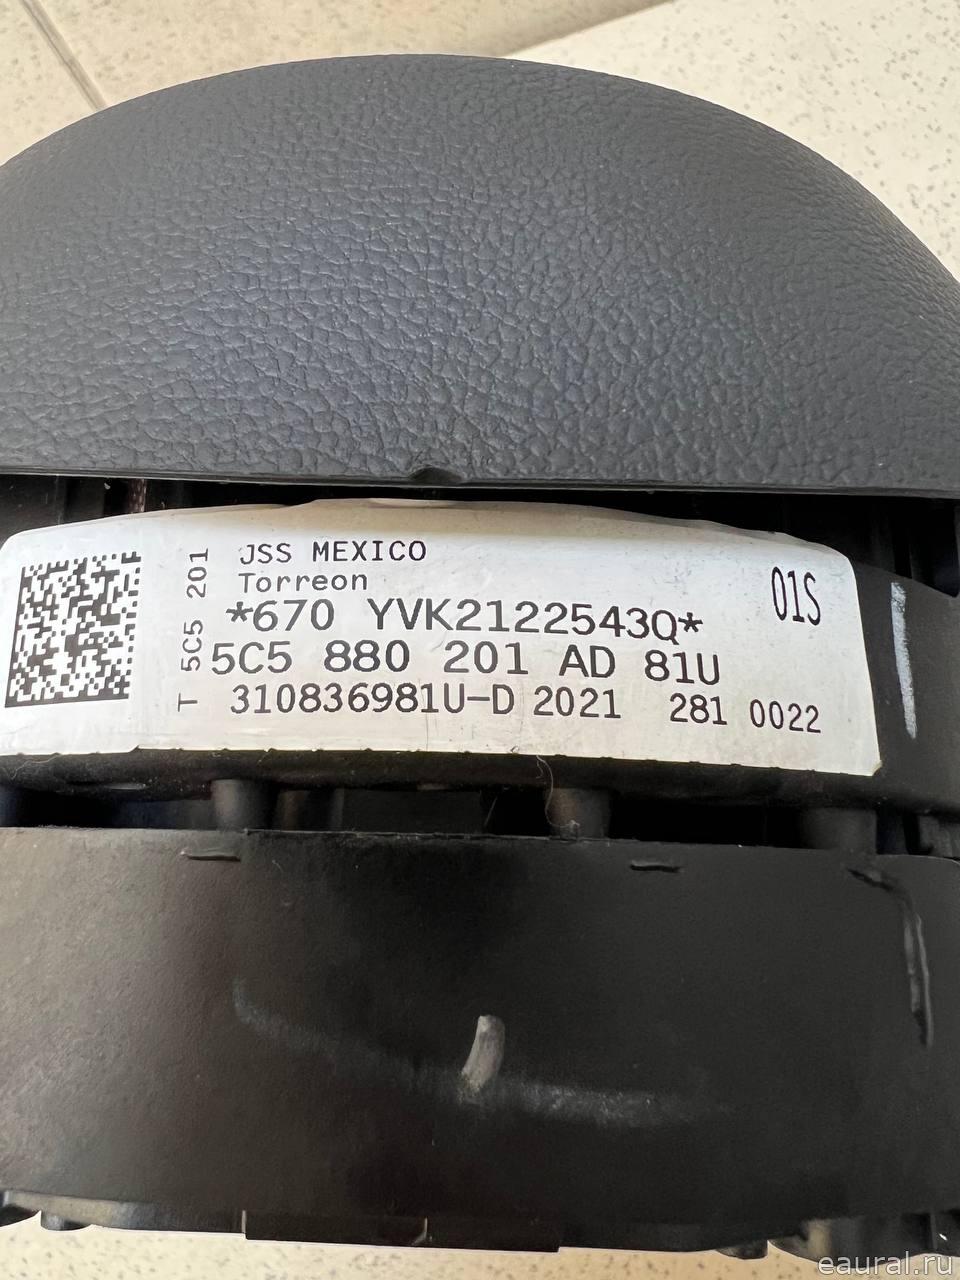 JSS MEXICO
Torreon
*670 YVK2122543Q*
5C5 880 201 AD 81U
310836981U-D 2021 281 0022
01S
T 5C5 201
eaural.ru